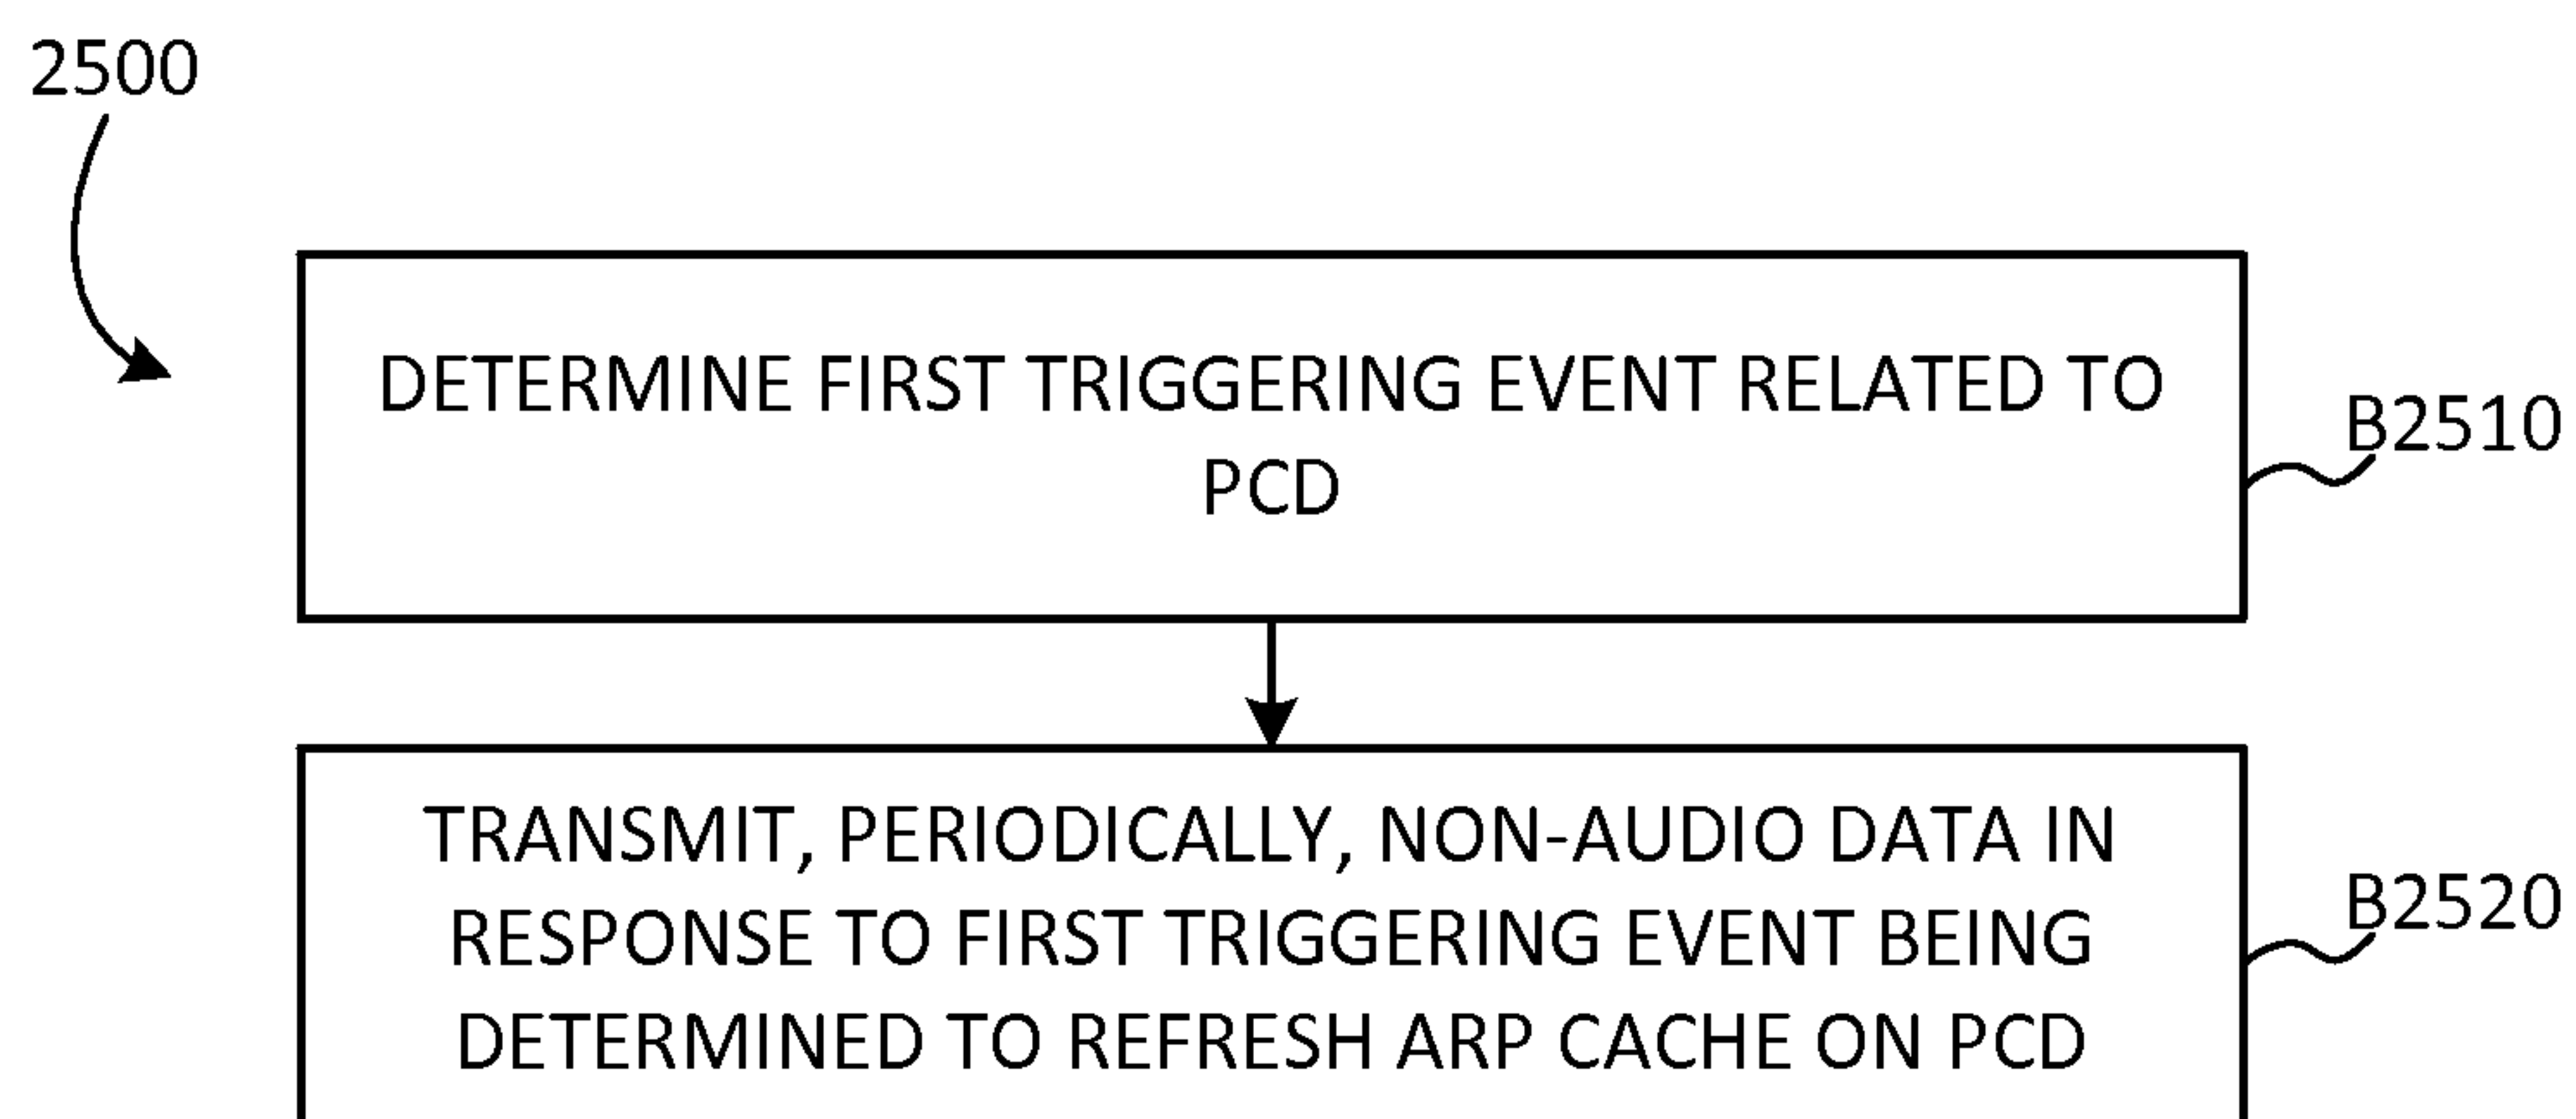 2500
DETERMINE FIRST TRIGGERING EVENT RELATED TO
PCD
B2510
TRANSMIT, PERIODICALLY, NON-AUDIO DATA IN
RESPONSE TO FIRST TRIGGERING EVENT BEING
DETERMINED TO REFRESH ARP CACHE ON PCD
B2520